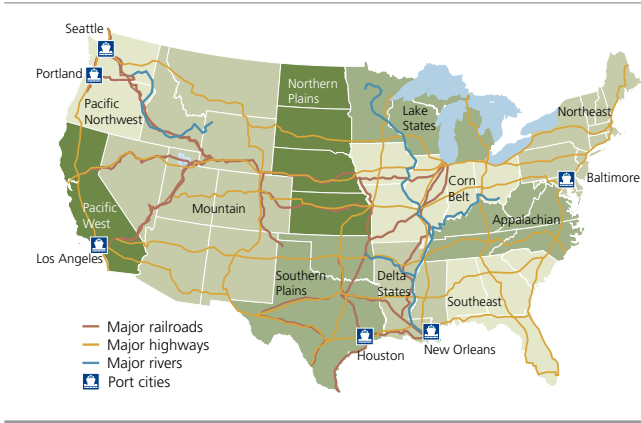 Seattle
Portland
Pacific
Northwest
Northern
Plains
Lake
States
Northeast
Baltimore
Corn
Belt
Appalachian
Pacific
West
Mountain
Los Angeles
Southern
Plains
Delta
States
Southeast
Houston
New Orleans
Major railroads
Major highways
Major rivers
Port cities